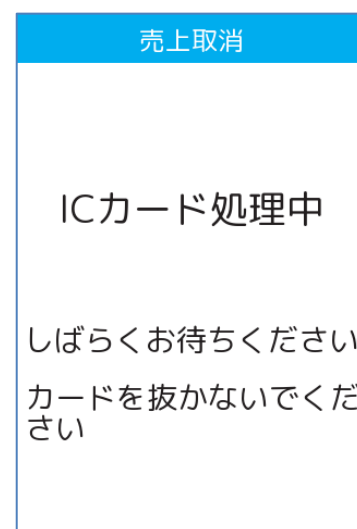 売上取消
ICカード処理中
しばらくお待ちください
カードを抜かないでくだ
さい